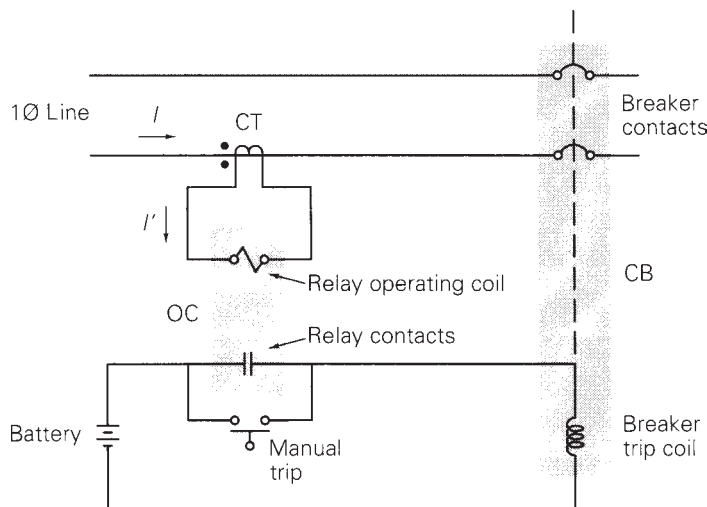 1Ø Line
I
CT
Breaker
contacts
I'
Relay operating coil
CB
OC
Relay contacts
Battery
Manual
trip
Breaker
trip coil